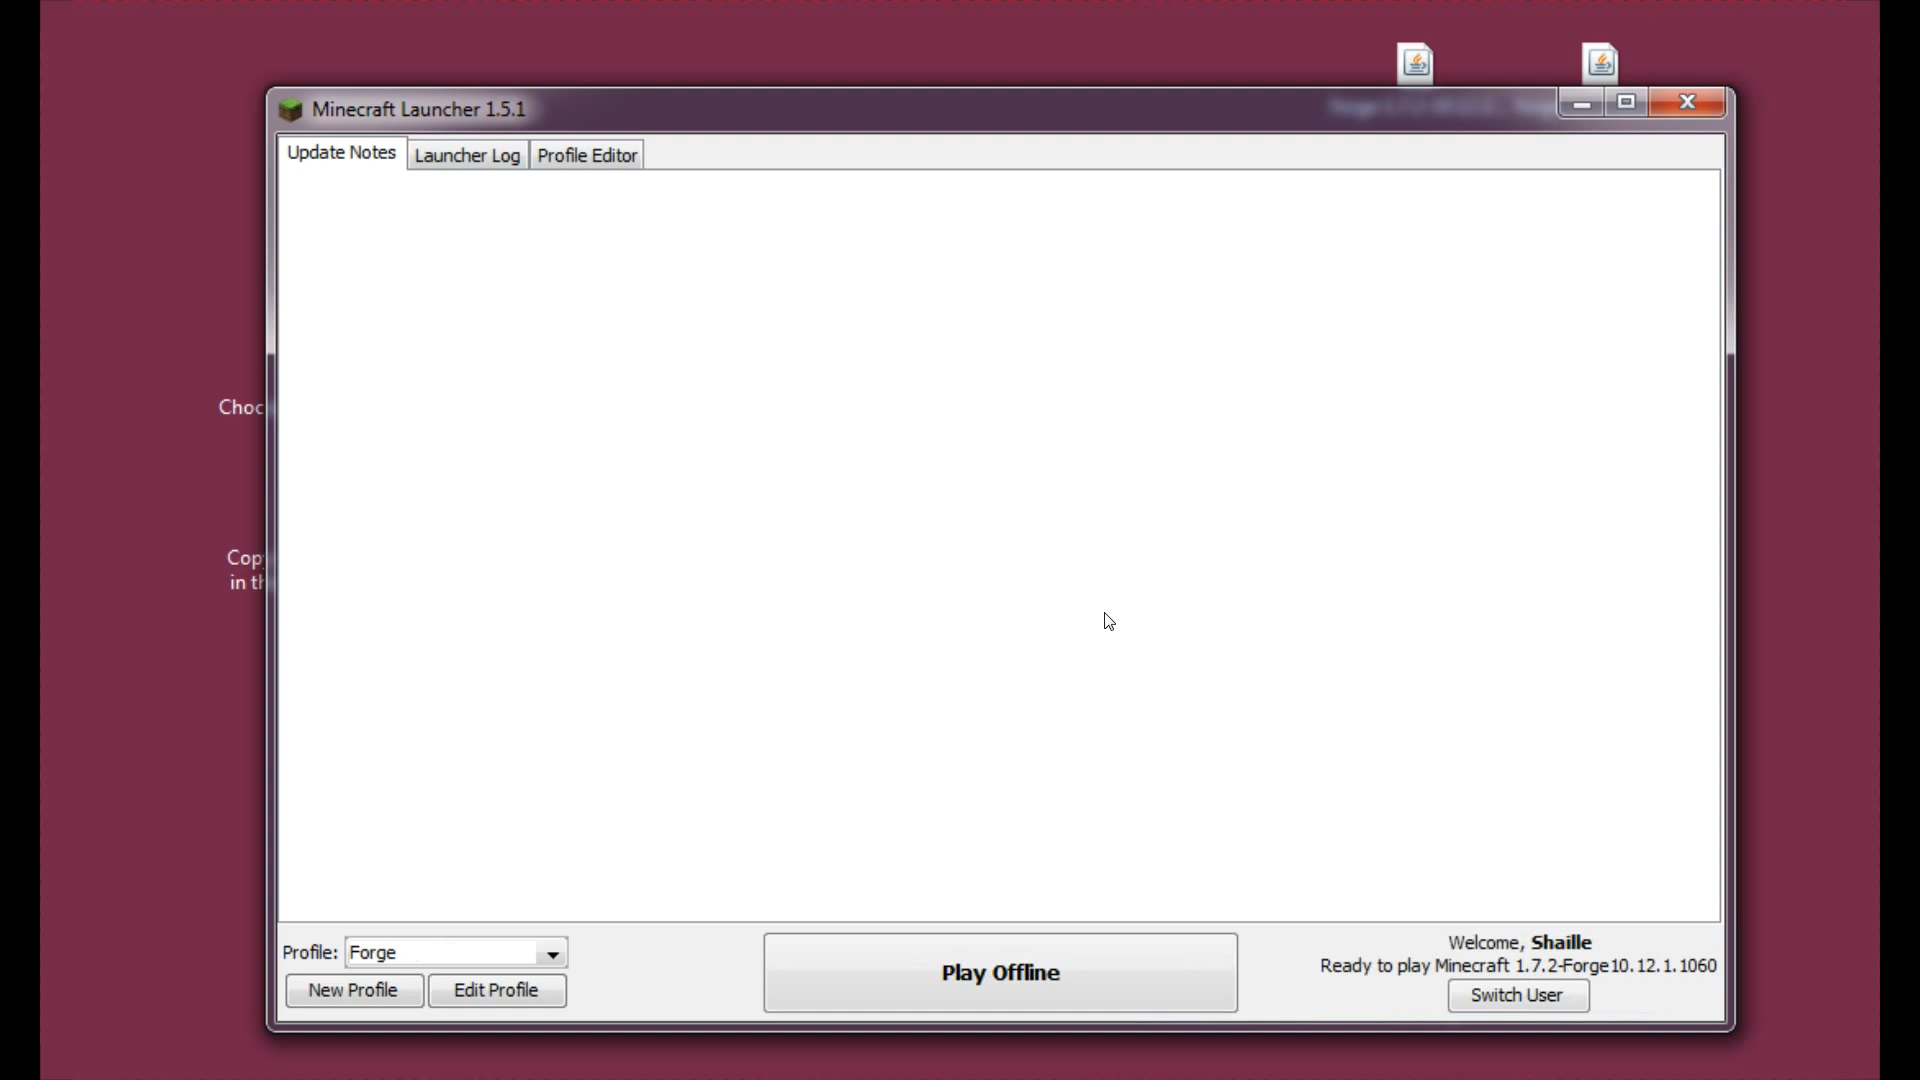 Minecraft Launcher 1.5.1
Update Notes
Launcher Log
Profile Editor
Choc
Cop
in th
Profile: Forge
New Profile
Edit Profile
Play Offline
Welcome, Shaille
Ready to play Minecraft 1.7.2-Forge10.12.1.1060
Switch User